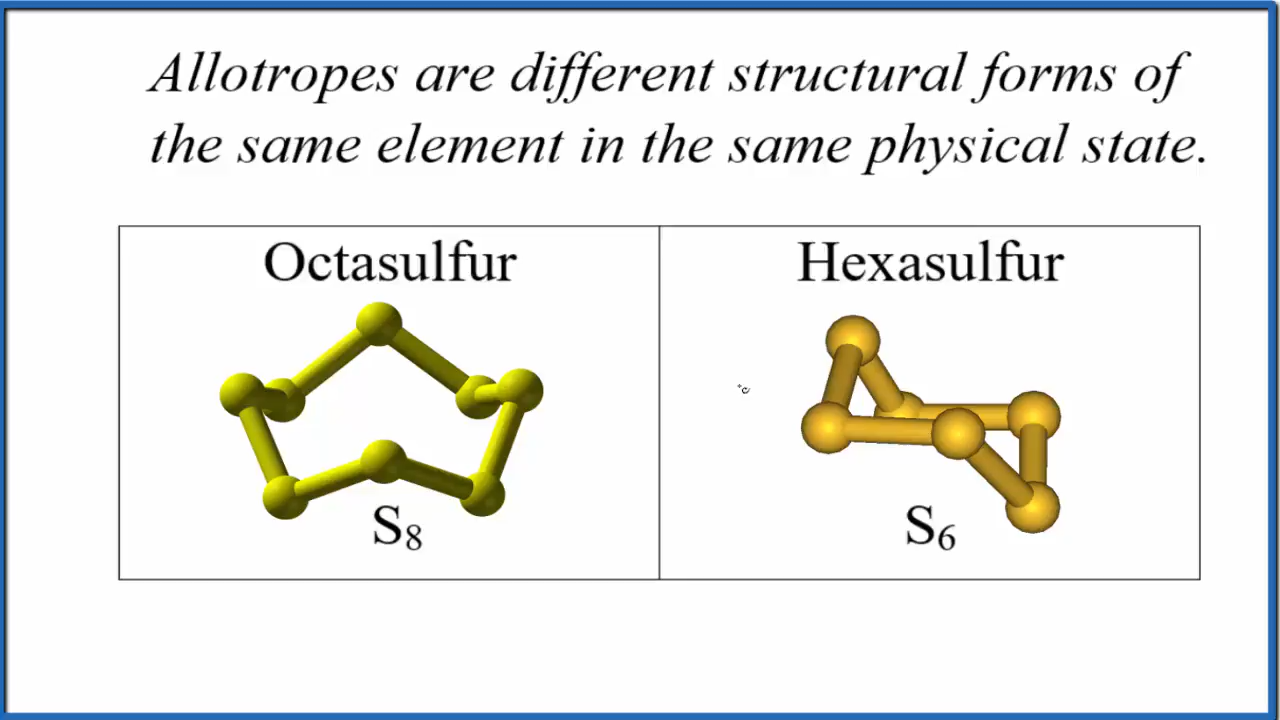 Allotropes are different structural forms of
the same element in the same physical state.
Octasulfur
Hexasulfur
S₈
S₆